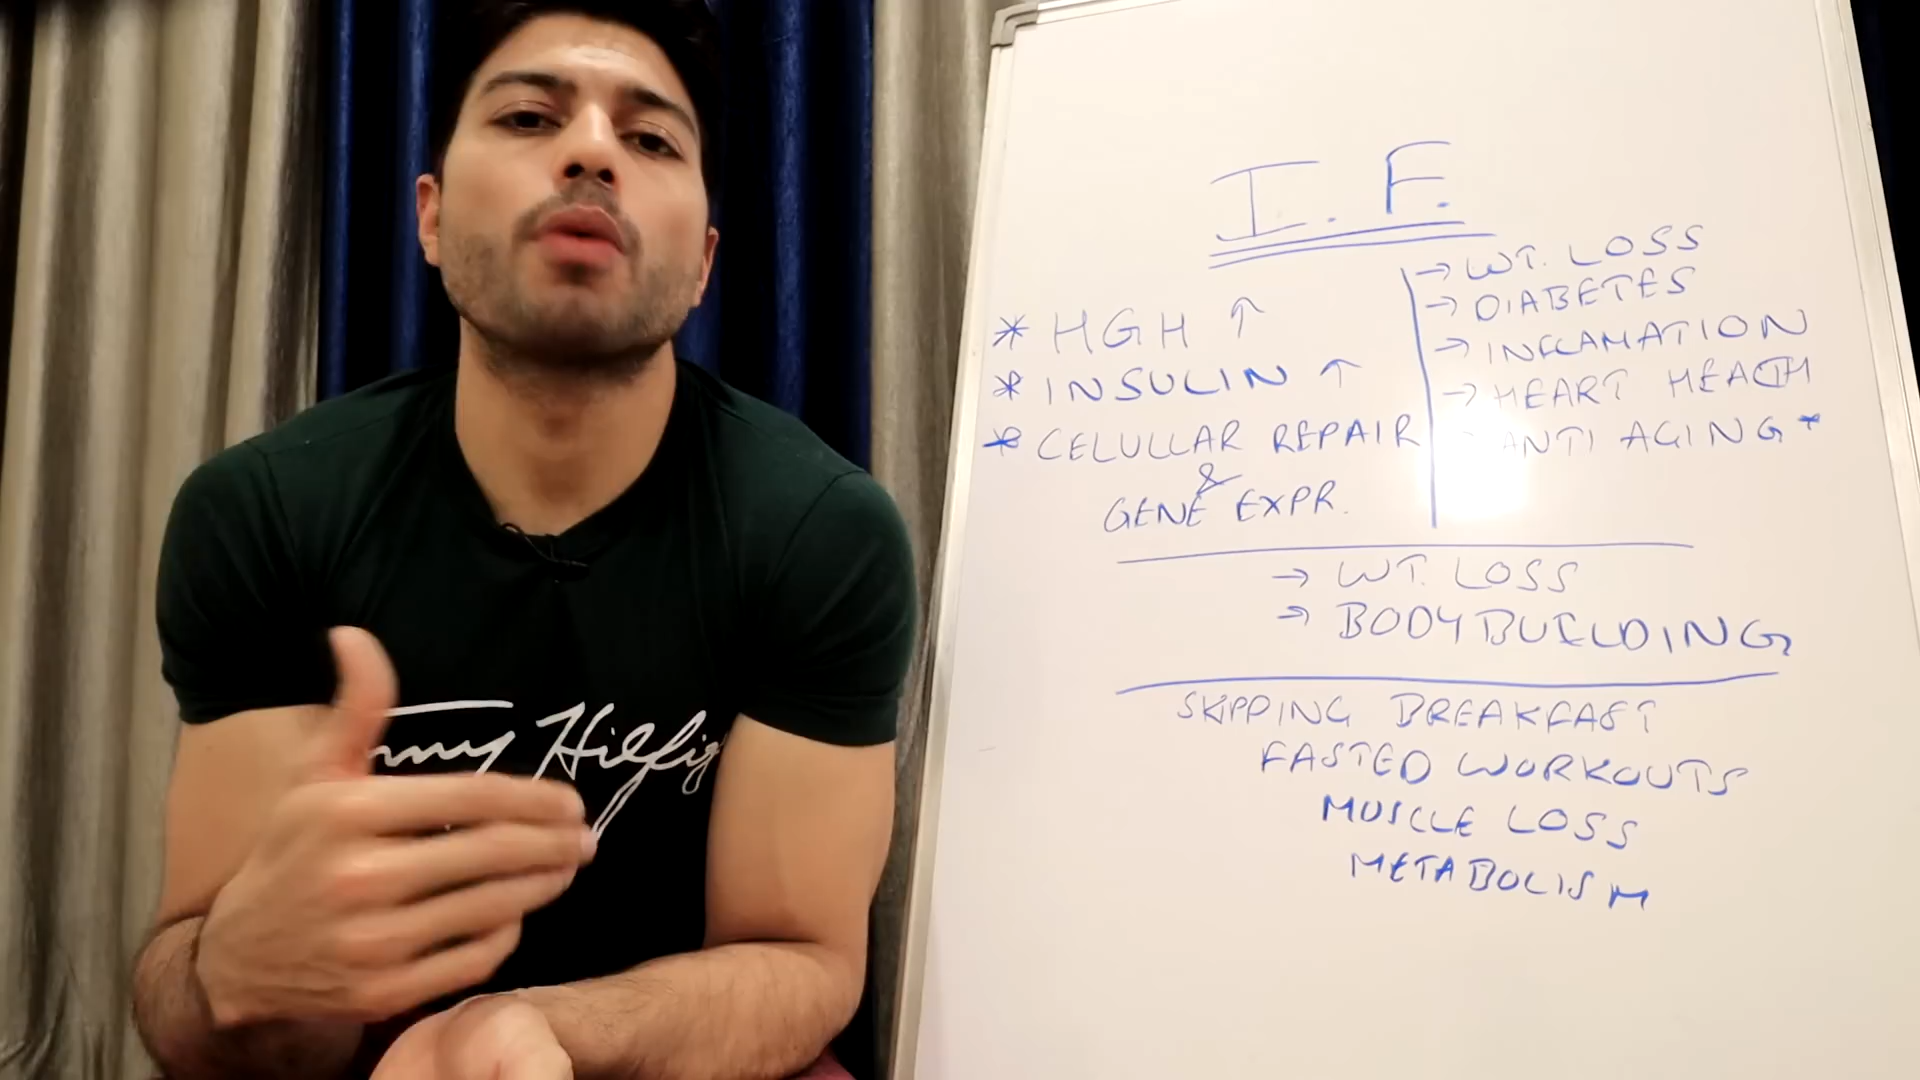 I.F.
* HGH ↑
* INSULIN ↑
* CELULLAR REPAIR
&
GENE EXPR.
→ WT. LOSS
→ DIABETES
→ INFLAMATION
→ HEART HEALTH
ANTI AGING *
→ WT. LOSS
→ BODYBUILDING
SKIPPING BREAKFAST
FASTED WORKOUTS
MUSCLE LOSS
METABOLISM
Hilfig